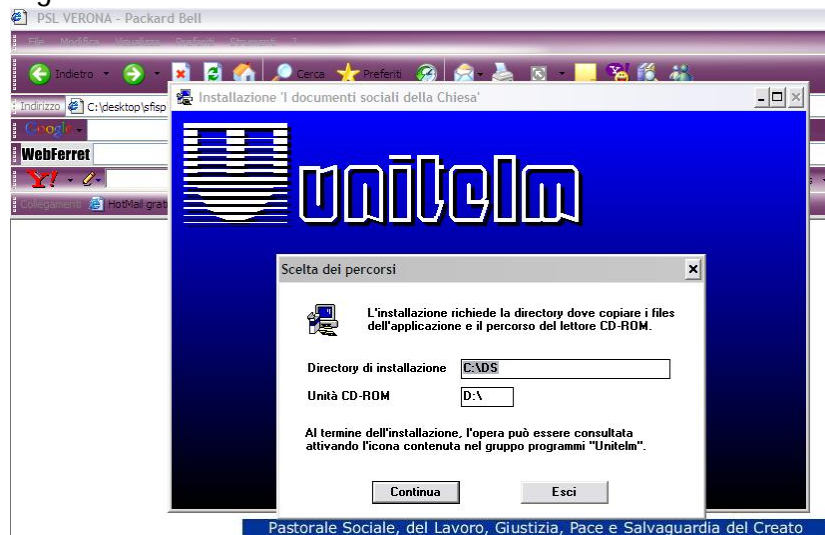 PSL VERONA - Packard Bell
File Modifica Visualizza Preferiti Strumenti ?
Indietro Cerca Preferiti
Indirizzo C:\desktop\sfisp
Installazione 'I documenti sociali della Chiesa'
Google
WebFerret
Y!
Collegamenti HotMail grat
unitelm
Scelta dei percorsi
L'installazione richiede la directory dove copiare i files
dell'applicazione e il percorso del lettore CD-ROM.
Directory di installazione C:\DS
Unità CD-ROM D:\
Al termine dell'installazione, l'opera può essere consultata
attivando l'icona contenuta nel gruppo programmi "Unitelm".
Continua Esci
Pastorale Sociale, del Lavoro, Giustizia, Pace e Salvaguardia del Creato